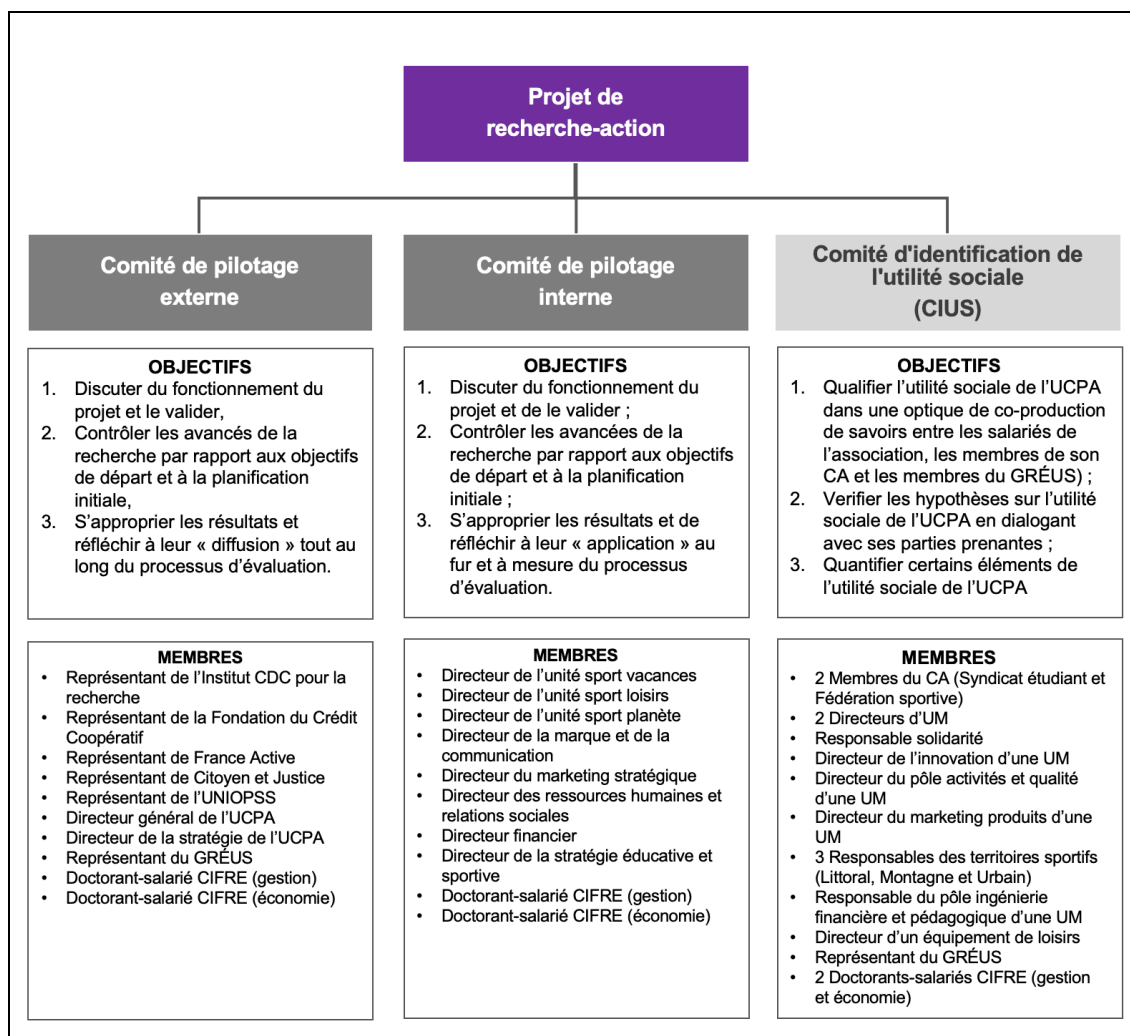 Projet de
recherche-action
Comité de pilotage
externe
Comité de pilotage
interne
Comité d'identification de
l'utilité sociale
(CIUS)
OBJECTIFS
1. Discuter du fonctionnement du
projet et le valider,
2. Contrôler les avancés de la
recherche par rapport aux objectifs
de départ et à la planification
initiale,
3. S’approprier les résultats et
réfléchir à leur « diffusion » tout au
long du processus d’évaluation.
OBJECTIFS
1. Discuter du fonctionnement du
projet et de le valider ;
2. Contrôler les avancées de la
recherche par rapport aux objectifs
de départ et à la planification
initiale ;
3. S’approprier les résultats et de
réfléchir à leur « application » au
fur et à mesure du processus
d’évaluation.
OBJECTIFS
1. Qualifier l’utilité sociale de l’UCPA
dans une optique de co-production
de savoirs entre les salariés de
l’association, les membres de son
CA et les membres du GRÉUS) ;
2. Verifier les hypothèses sur l’utilité
sociale de l’UCPA en dialogant
avec ses parties prenantes ;
3. Quantifier certains éléments de
l’utilité sociale de l’UCPA
MEMBRES
• Représentant de l’Institut CDC pour la
recherche
• Représentant de la Fondation du Crédit
Coopératif
• Représentant de France Active
• Représentant de Citoyen et Justice
• Représentant de l’UNIOPSS
• Directeur général de l’UCPA
• Directeur de la stratégie de l’UCPA
• Représentant du GRÉUS
• Doctorant-salarié CIFRE (gestion)
• Doctorant-salarié CIFRE (économie)
MEMBRES
• Directeur de l’unité sport vacances
• Directeur de l’unité sport loisirs
• Directeur de l’unité sport planète
• Directeur de la marque et de la
communication
• Directeur du marketing stratégique
• Directeur des ressources humaines et
relations sociales
• Directeur financier
• Directeur de la stratégie éducative et
sportive
• Doctorant-salarié CIFRE (gestion)
• Doctorant-salarié CIFRE (économie)
MEMBRES
• 2 Membres du CA (Syndicat étudiant et
Fédération sportive)
• 2 Directeurs d’UM
• Responsable solidarité
• Directeur de l’innovation d’une UM
• Directeur du pôle activités et qualité
d’une UM
• Directeur du marketing produits d’une
UM
• 3 Responsables des territoires sportifs
(Littoral, Montagne et Urbain)
• Responsable du pôle ingénierie
financière et pédagogique d’une UM
• Directeur d’un équipement de loisirs
• Représentant du GRÉUS
• 2 Doctorants-salariés CIFRE (gestion
et économie)